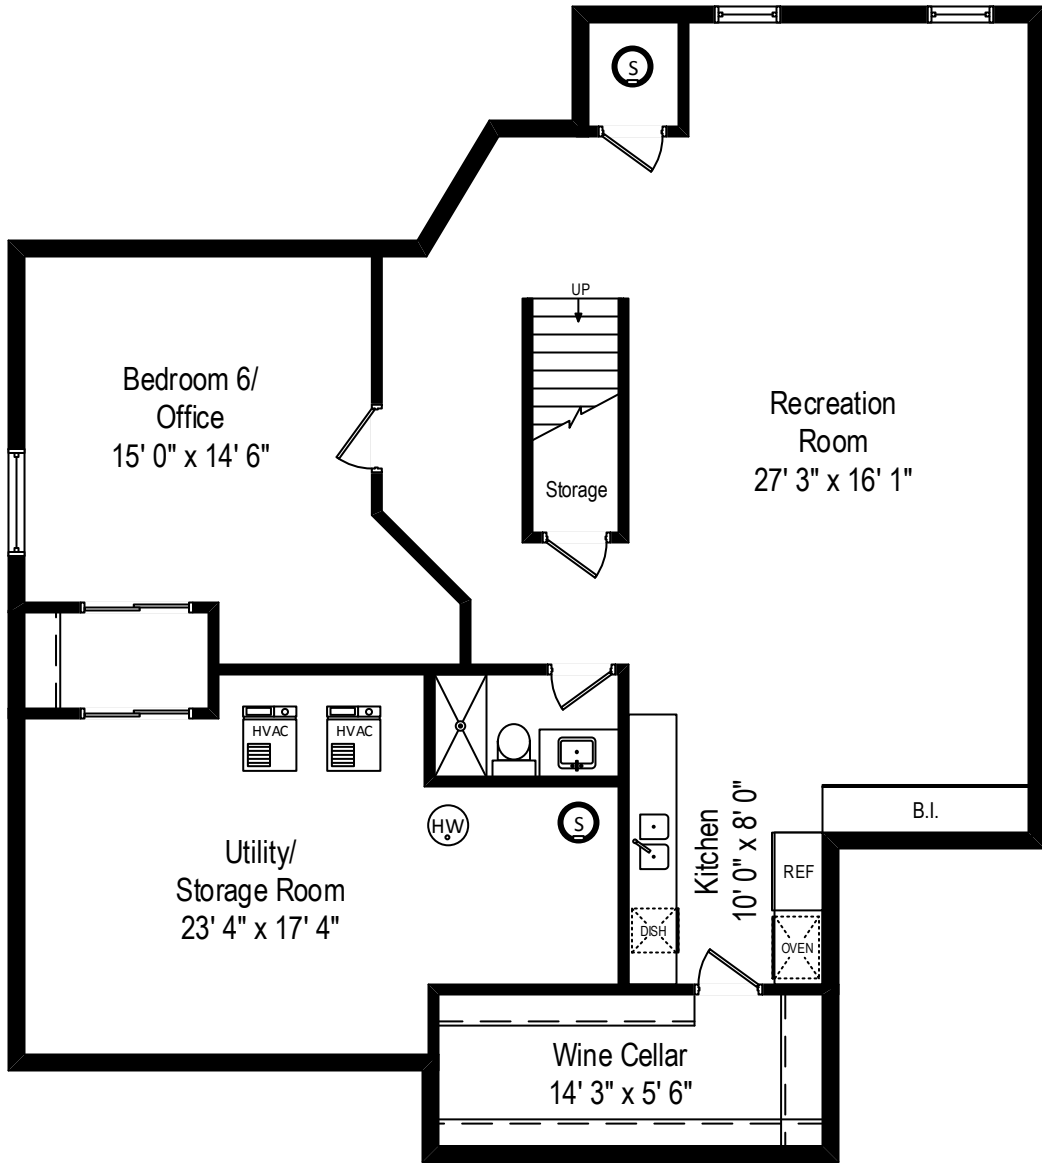 S
UP
Bedroom 6/
Office
15' 0" x 14' 6"
Recreation
Room
27' 3" x 16' 1"
Storage
HVAC
HVAC
HW
S
B.I.
Utility/
Storage Room
23' 4" x 17' 4"
Kitchen
10' 0" x 8' 0"
REF
DISH
OVEN
Wine Cellar
14' 3" x 5' 6"